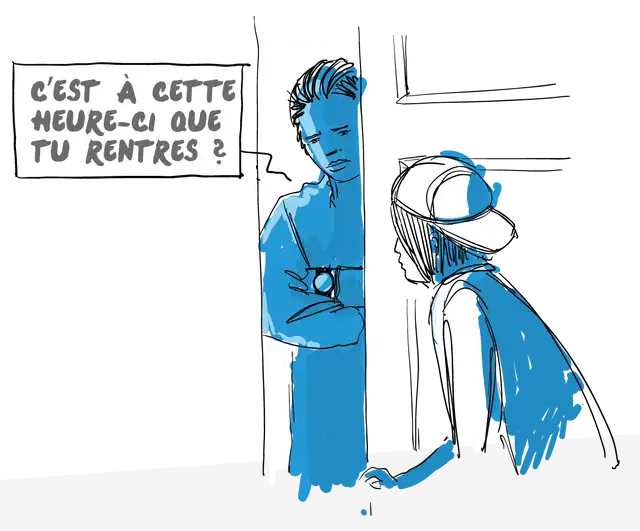 C'EST À CETTE
HEURE-CI QUE
TU RENTRES ?